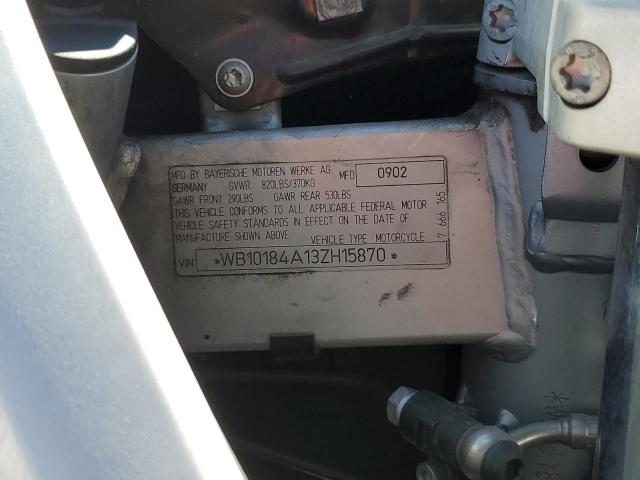 MFD·BY BAYERISCHE MOTOREN WERKE AG MFD 0902
GERMANY GVWR 820LBS/370KG
GAWR FRONT 290LBS GAWR REAR 530LBS
THIS VEHICLE CONFORMS TO ALL APPLICABLE FEDERAL MOTOR
VEHICLE SAFETY STANDARDS IN EFFECT ON THE DATE OF
MANUFACTURE SHOWN ABOVE. VEHICLE TYPE MOTORCYCLE
VIN *WB10184A13ZH15870*
7 666 165